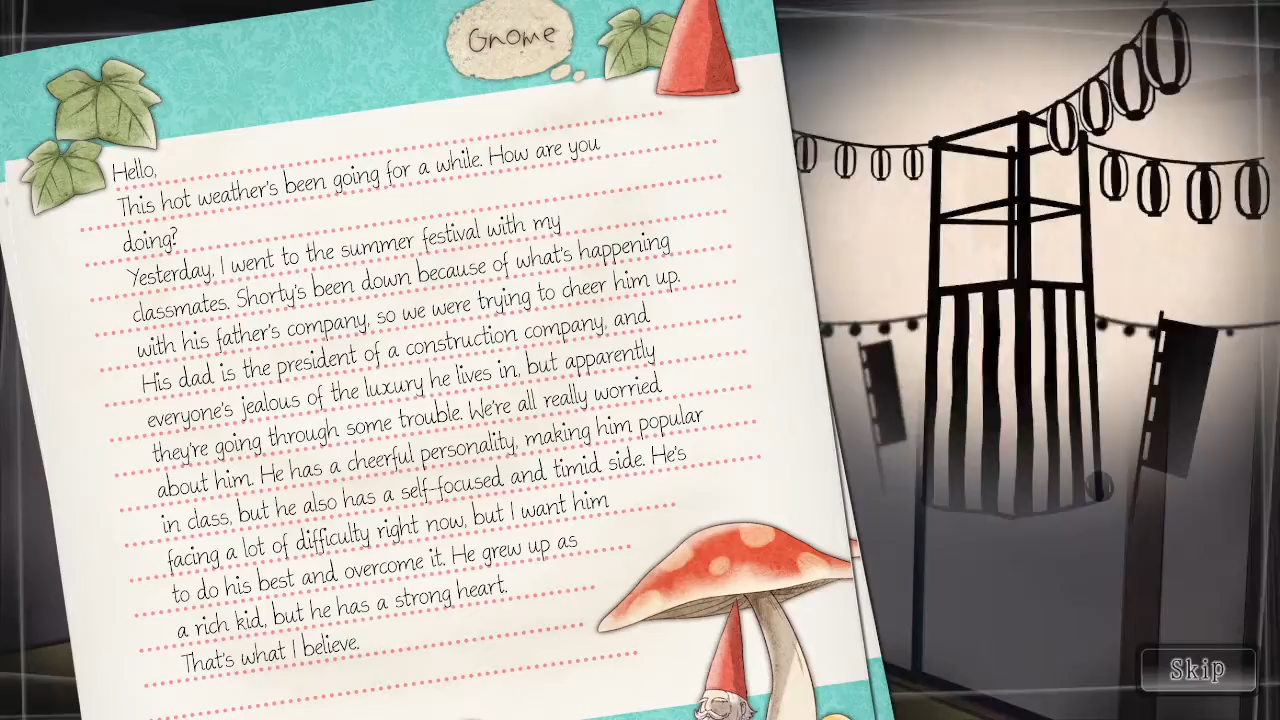 Gnome
Hello,
This hot weather's been going for a while. How are you
doing?
Yesterday, I went to the summer festival with my
classmates. Shorty's been down because of what's happening
with his father's company, so we were trying to cheer him up.
His dad is the president of a construction company, and
everyone's jealous of the luxury he lives in, but apparently
they're going through some trouble. We're all really worried
about him. He has a cheerful personality, making him popular
in class, but he also has a self-focused and timid side. He's
facing a lot of difficulty right now, but I want him
to do his best and overcome it. He grew up as
a rich kid, but he has a strong heart.
That's what I believe.
Skip